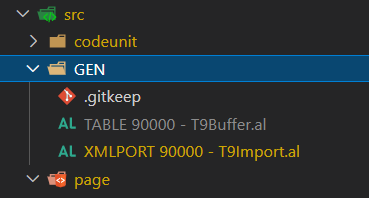 src
codeunit
GEN
.gitkeep
AL TABLE 90000 - T9Buffer.al
AL XMLPORT 90000 - T9Import.al
page